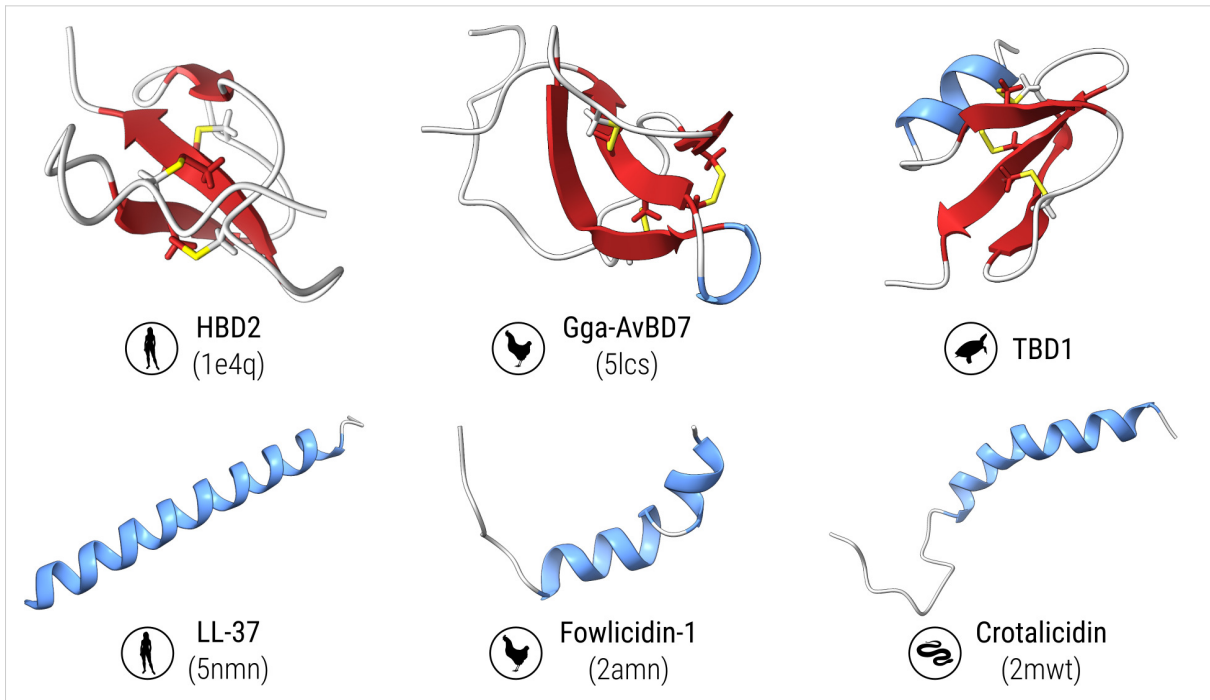 HBD2
(1e4q)
Gga-AvBD7
(5lcs)
TBD1
LL-37
(5nmn)
Fowlicidin-1
(2amn)
Crotalicidin
(2mwt)